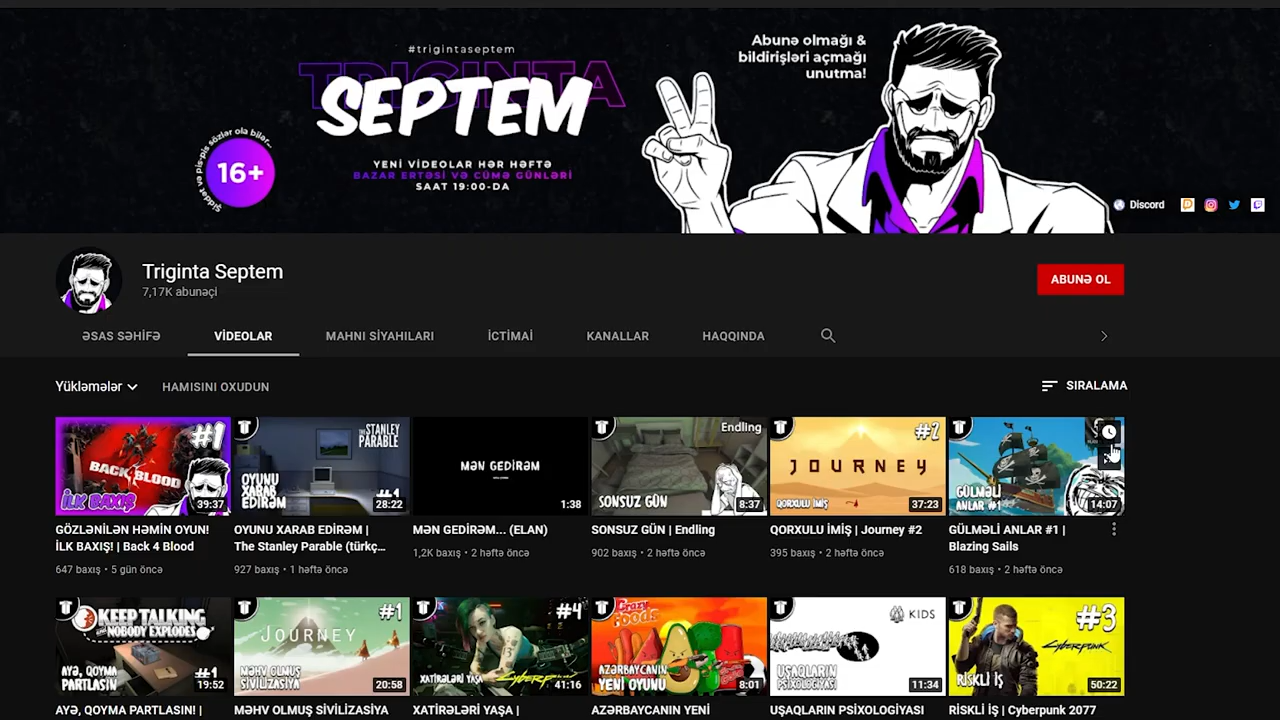 #trigintaseptem
TRIGINTA
SEPTEM
YENİ VİDEOLAR HƏR HƏFTƏ
BAZAR ERTƏSİ VƏ CÜMƏ GÜNLƏRİ
SAAT 19:00-DA
Şiddət və pis-pis sözlər ola bilər~
16+
Abunə olmağı &
bildirişləri açmağı
unutma!
Discord
Triginta Septem
7,17K abunəçi
ABUNƏ OL
ƏSAS SƏHİFƏ
VİDEOLAR
MAHNI SİYAHILARI
İCTİMAİ
KANALLAR
HAQQINDA
Yükləmələr
HAMISINI OXUDUN
SIRALAMA
#1
BACK BLOOD
İLK BAXIŞ
39:37
THE STANLEY
PARABLE
OYUNU
XARAB
EDİRƏM
#1
28:22
MƏN GEDİRƏM
1:38
Endling
SONSUZ GÜN
8:37
#2
JOURNEY
QORXULU İMİŞ
37:23
GÜLMƏLİ
ANLAR #1
14:07
GÖZLƏNİLƏN HƏMİN OYUN!
İLK BAXIŞ! | Back 4 Blood
647 baxış • 5 gün öncə
OYUNU XARAB EDİRƏM |
The Stanley Parable (türkç...
927 baxış • 1 həftə öncə
MƏN GEDİRƏM... (ELAN)
1,2K baxış • 2 həftə öncə
SONSUZ GÜN | Endling
902 baxış • 2 həftə öncə
QORXULU İMİŞ | Journey #2
395 baxış • 2 həftə öncə
GÜLMƏLİ ANLAR #1 |
Blazing Sails
618 baxış • 2 həftə öncə
KEEP TALKING
AND NOBODY EXPLODES
AYƏ, QOYMA
PARTLASIN
#1
19:52
#1
JOURNEY
MƏHV OLMUŞ
SİVİLİZASİYA
20:58
#4
XATİRƏLƏRİ YAŞA
CYBERPUNK
41:16
Crazy
Foods
AZƏRBAYCANIN
YENİ OYUNU
8:01
KIDS
UŞAQLARIN
PSİXOLOGİYASI
11:34
#3
CYBERPUNK
RİSKLİ İŞ
50:22
AYƏ, QOYMA PARTLASIN! |
MƏHV OLMUŞ SİVİLİZASİYA
XATİRƏLƏRİ YAŞA |
AZƏRBAYCANIN YENİ
UŞAQLARIN PSİXOLOGİYASI
RİSKLİ İŞ | Cyberpunk 2077